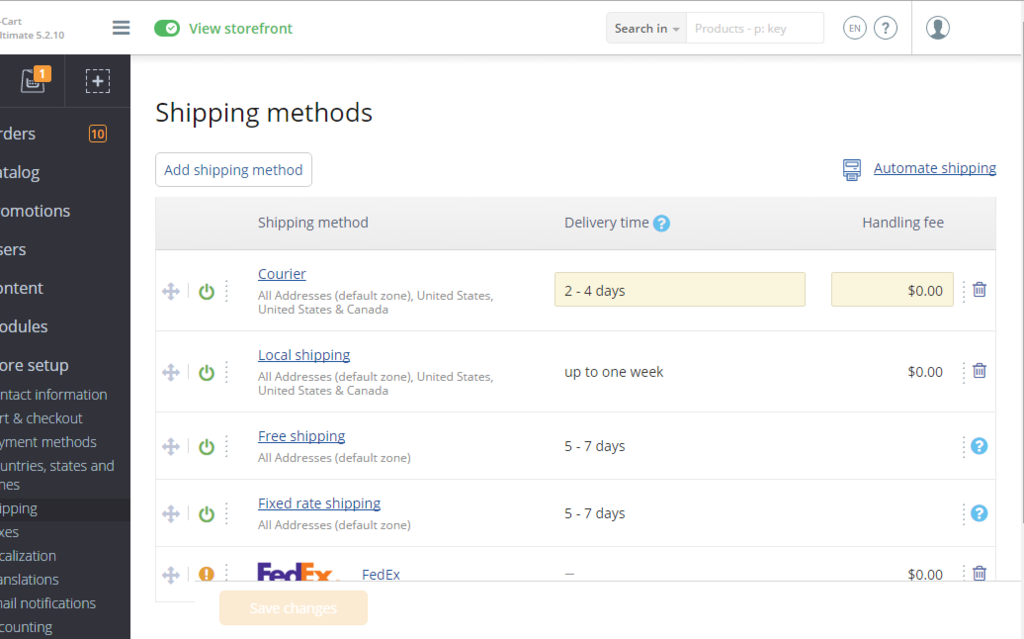 -Cart
ltimate 5.2.10
View storefront
Search in
Products - p: key
EN
?
1
rders
10
atalog
romotions
sers
ontent
odules
ore setup
ntact information
rt & checkout
yment methods
untries, states and
nes
ipping
xes
calization
anslations
nail notifications
counting
Shipping methods
Add shipping method
Automate shipping
Shipping method
Delivery time ?
Handling fee
Courier
All Addresses (default zone), United States,
United States & Canada
2 - 4 days
$0.00
Local shipping
All Addresses (default zone), United States,
United States & Canada
up to one week
$0.00
Free shipping
All Addresses (default zone)
5 - 7 days
?
Fixed rate shipping
All Addresses (default zone)
5 - 7 days
?
FedEx
FedEx
—
$0.00
Save changes